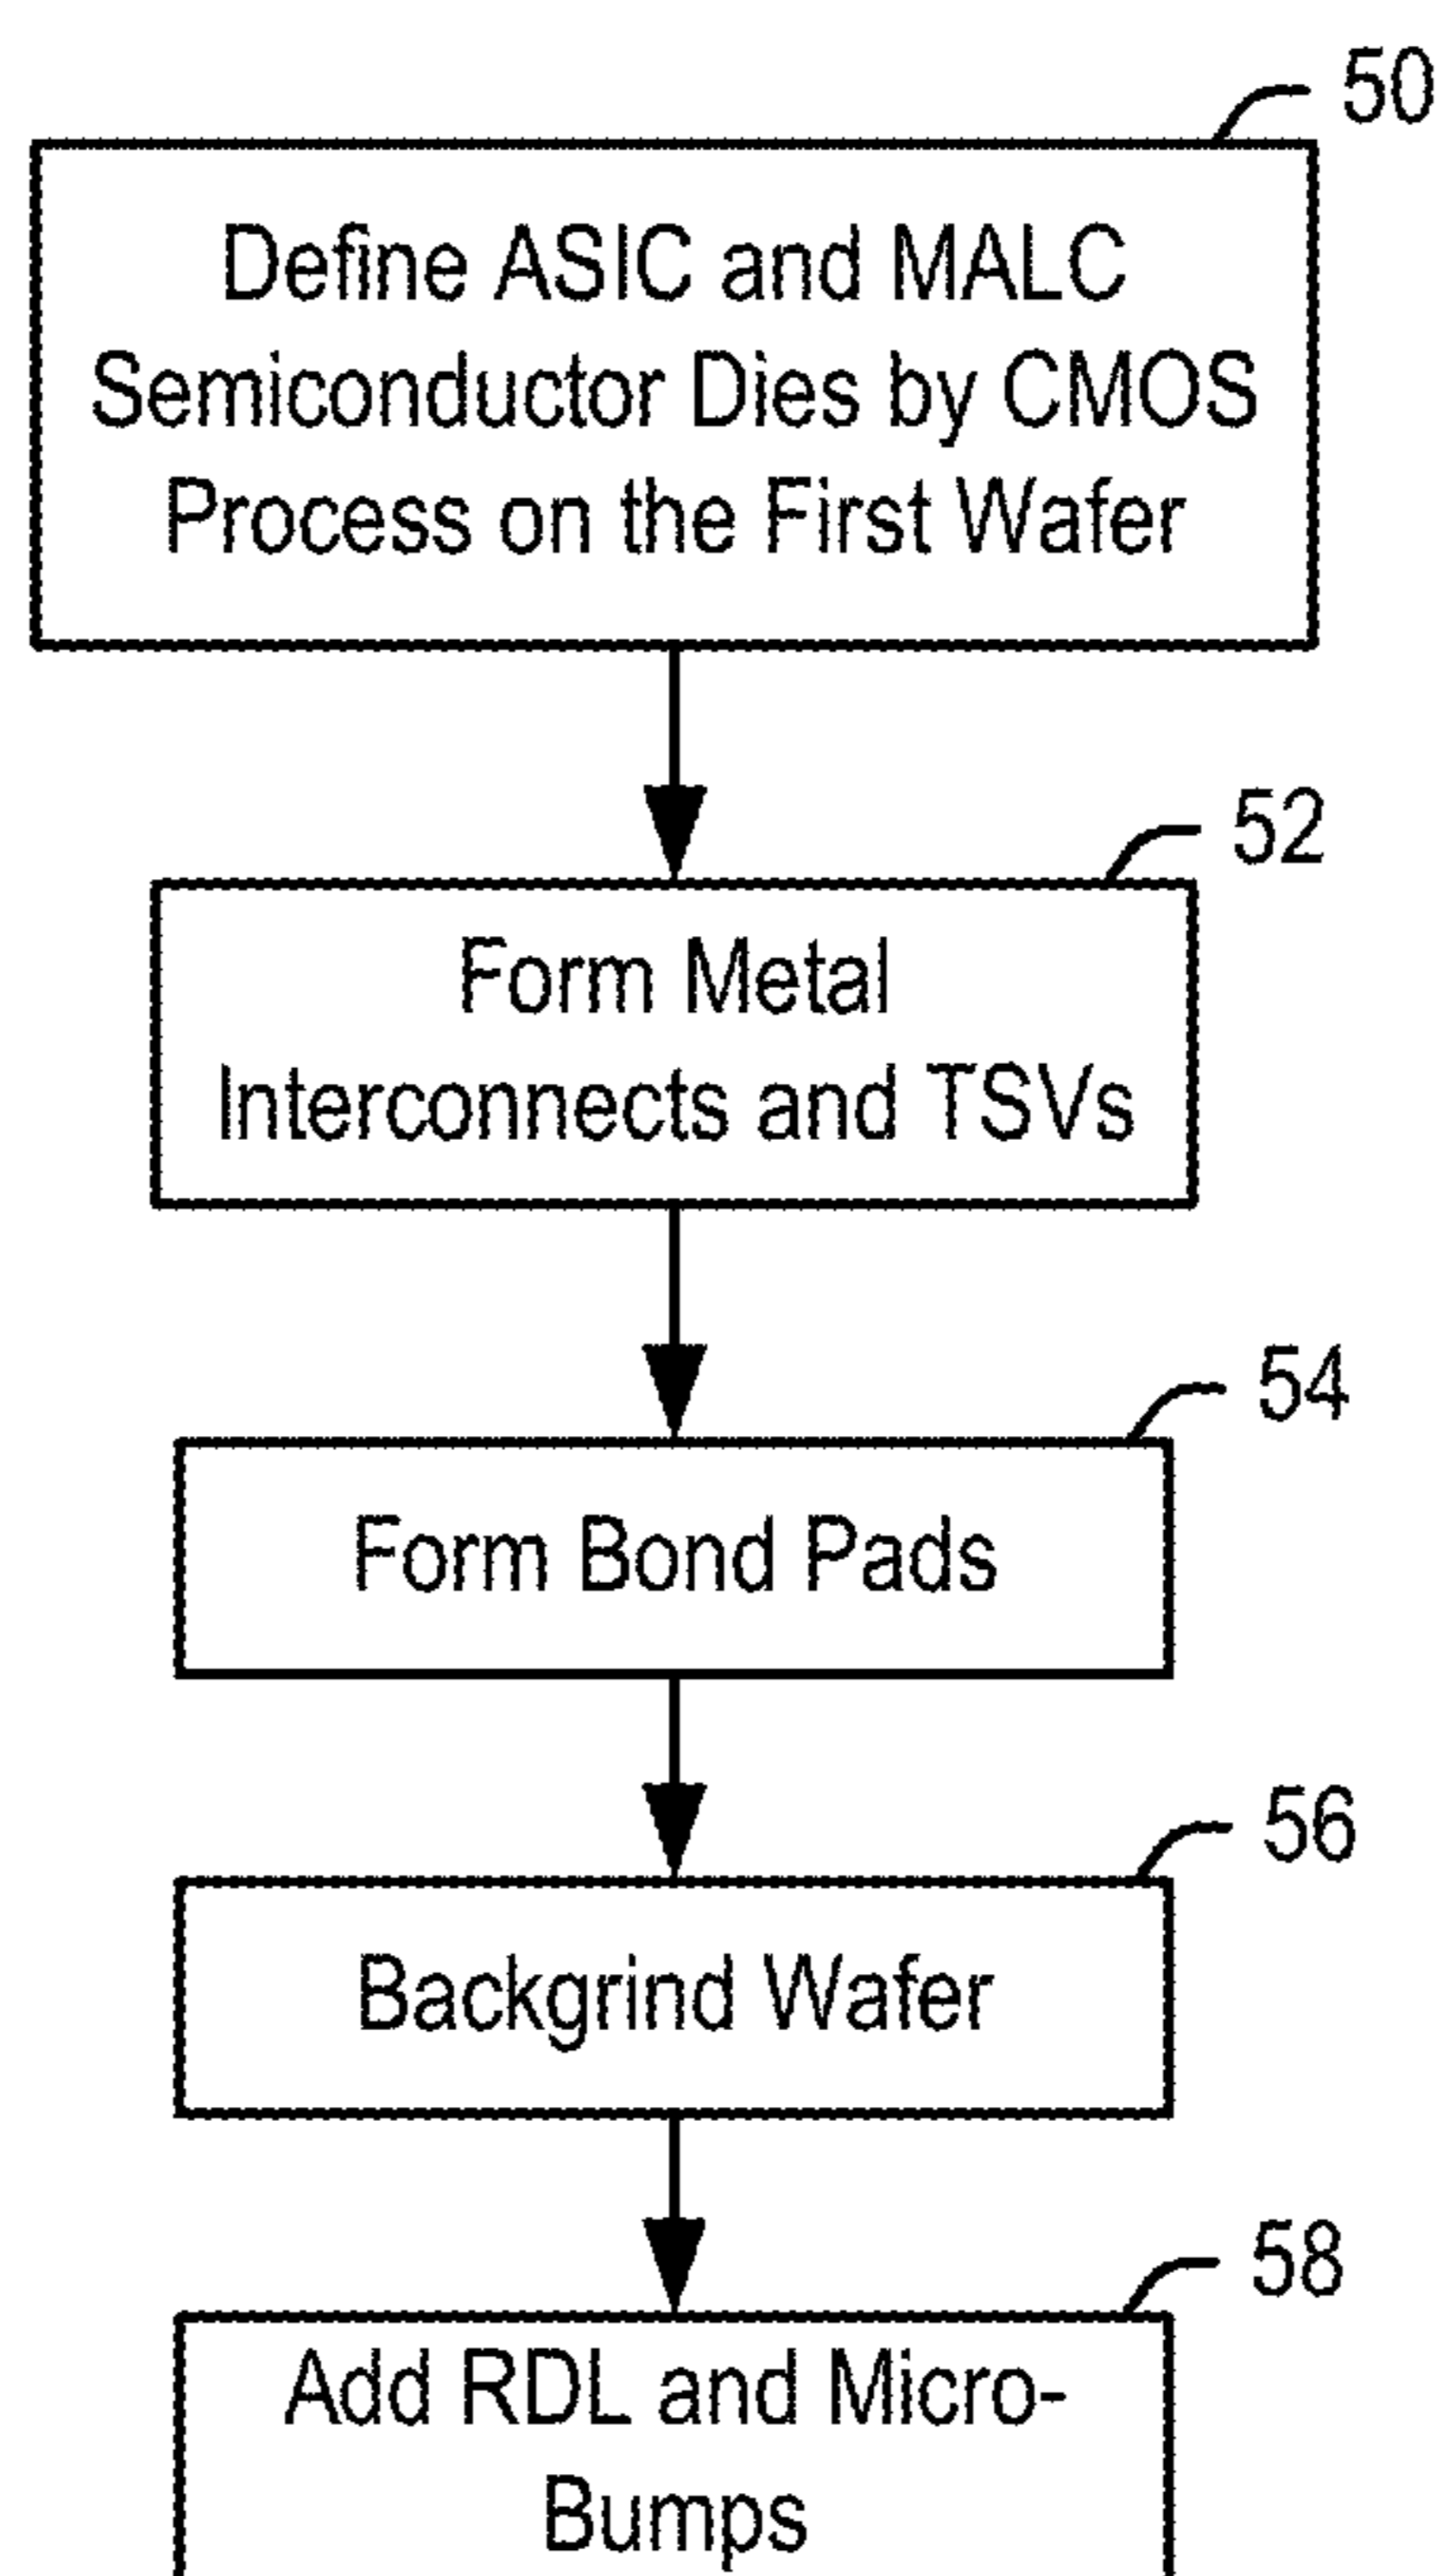 50
Define ASIC and MALC
Semiconductor Dies by CMOS
Process on the First Wafer
52
Form Metal
Interconnects and TSVs
54
Form Bond Pads
56
Backgrind Wafer
58
Add RDL and Micro-
Bumps